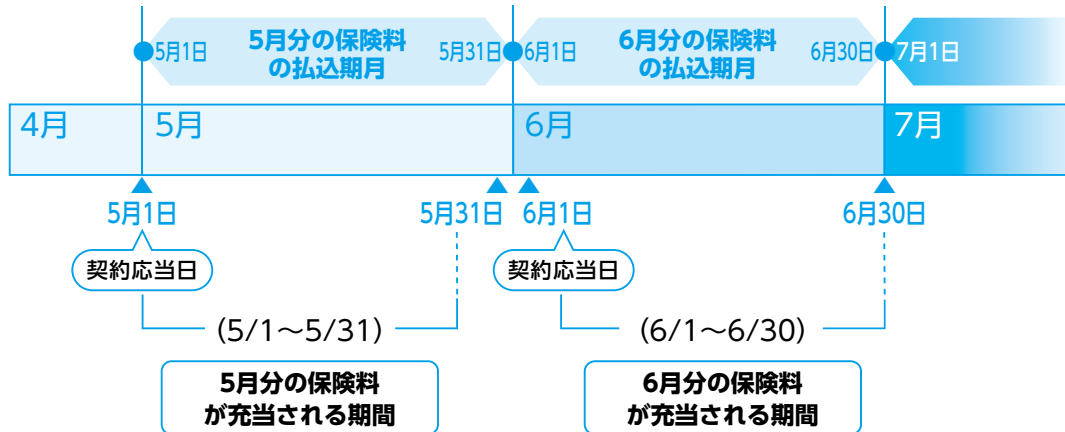 5月1日
5月分の保険料
の払込期月
5月31日
6月1日
6月分の保険料
の払込期月
6月30日
7月1日
4月
5月
6月
7月
5月1日
5月31日
6月1日
6月30日
契約応当日
契約応当日
(5/1～5/31)
(6/1～6/30)
5月分の保険料
が充当される期間
6月分の保険料
が充当される期間